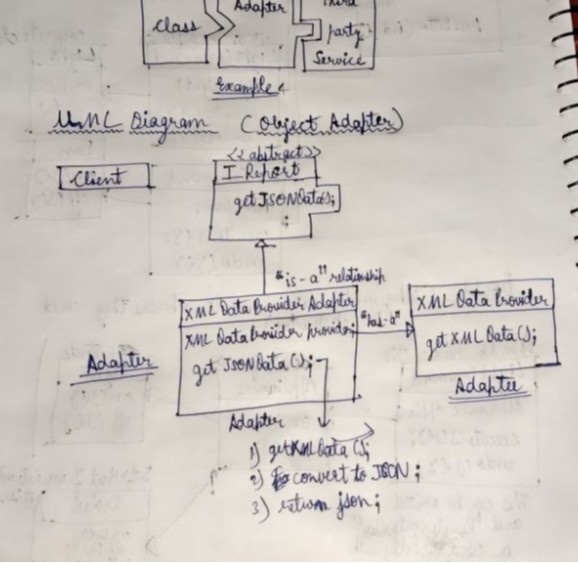 Class
Adapter
Third
party
Service
Example
UML Diagram (Object Adapter)
<<abstract>>
Client
I-Report
getJSONData();
"is-a" relationship
XML Data Provider Adapter
XML Data Provider
XML Data Provider provider;
"has-a"
getXMLData();
getJSONData();
Adapter
Adaptee
Adapter
1) getXMLData();
2) convert to JSON;
3) return json;